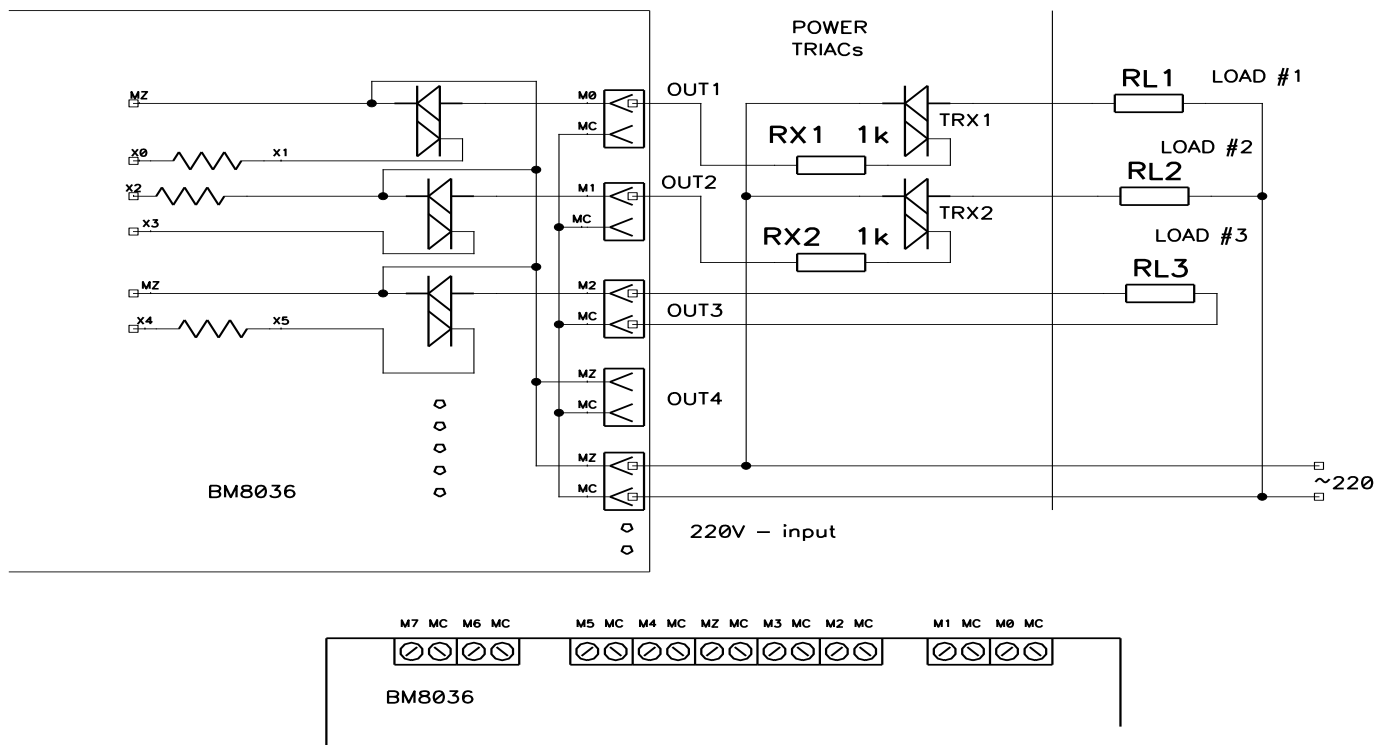 POWER
TRIACs
MZ
M0
OUT1
RL1
LOAD #1
MC
RX1 1k
TRX1
X0
X1
LOAD #2
X2
M1
OUT2
RL2
X3
MC
RX2 1k
TRX2
LOAD #3
MZ
M2
RL3
X4
X5
MC
OUT3
MZ
MC
OUT4
MZ
BM8036
MC
~220
220V – input
M7 MC M6 MC M5 MC M4 MC MZ MC M3 MC M2 MC M1 MC M0 MC
BM8036